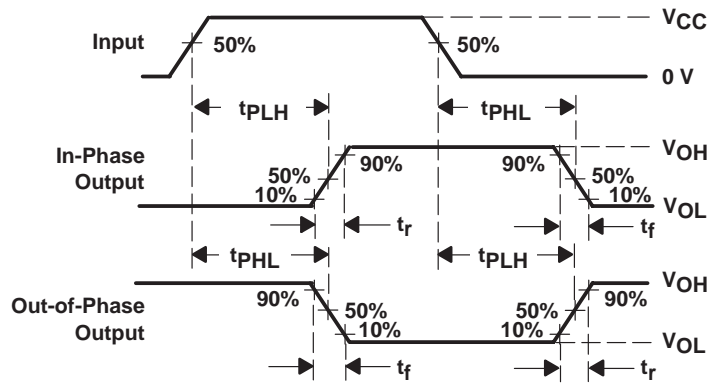 VCC
Input
50%
50%
0 V
tPLH
tPHL
In-Phase
Output
VOH
90%
90%
50%
50%
10%
10%
VOL
tr
tf
tPHL
tPLH
VOH
90%
90%
Out-of-Phase
Output
50%
50%
10%
10%
VOL
tf
tr